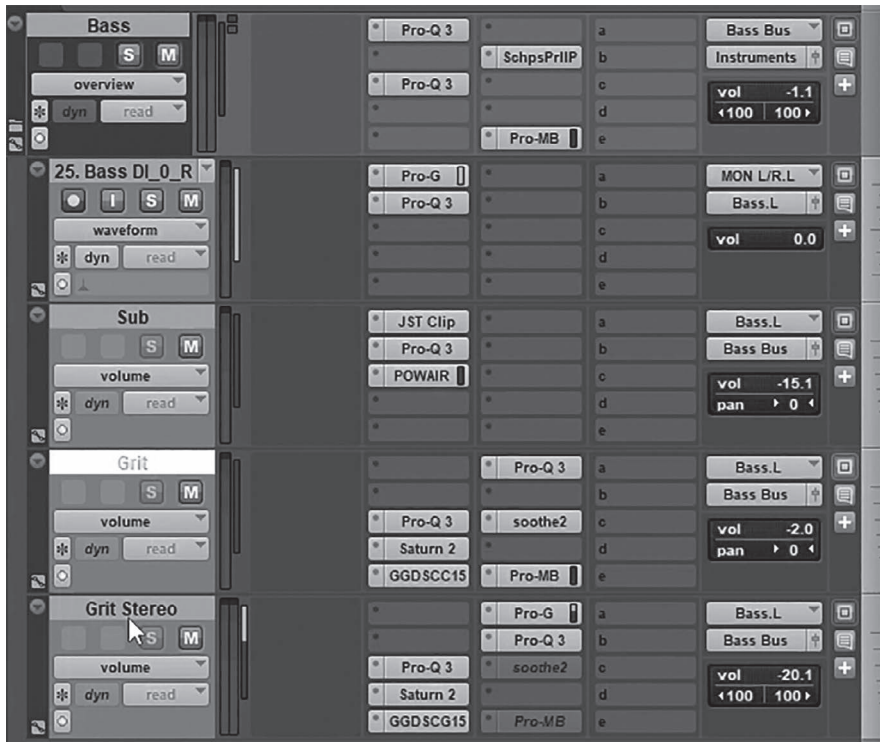 Bass Pro-Q 3 a Bass Bus
S M SchpsPrIIP b Instruments
overview Pro-Q 3 c vol -1.1
dyn read d 100 100
Pro-MB e
25. Bass DI_0_R Pro-G a MON L/R.L
I S M Pro-Q 3 b Bass.L
waveform c vol 0.0
dyn read d
e
Sub JST Clip a Bass.L
S M Pro-Q 3 b Bass Bus
volume POWAIR c vol -15.1
dyn read d pan 0
e
Grit Pro-Q 3 a Bass.L
S M b Bass Bus
volume Pro-Q 3 soothe2 c vol -2.0
dyn read Saturn 2 d pan 0
GGDSCC15 Pro-MB e
Grit Stereo Pro-G a Bass.L
S M Pro-Q 3 b Bass Bus
volume Pro-Q 3 soothe2 c vol -20.1
dyn read Saturn 2 d 100 100
GGDSCG15 Pro-MB e